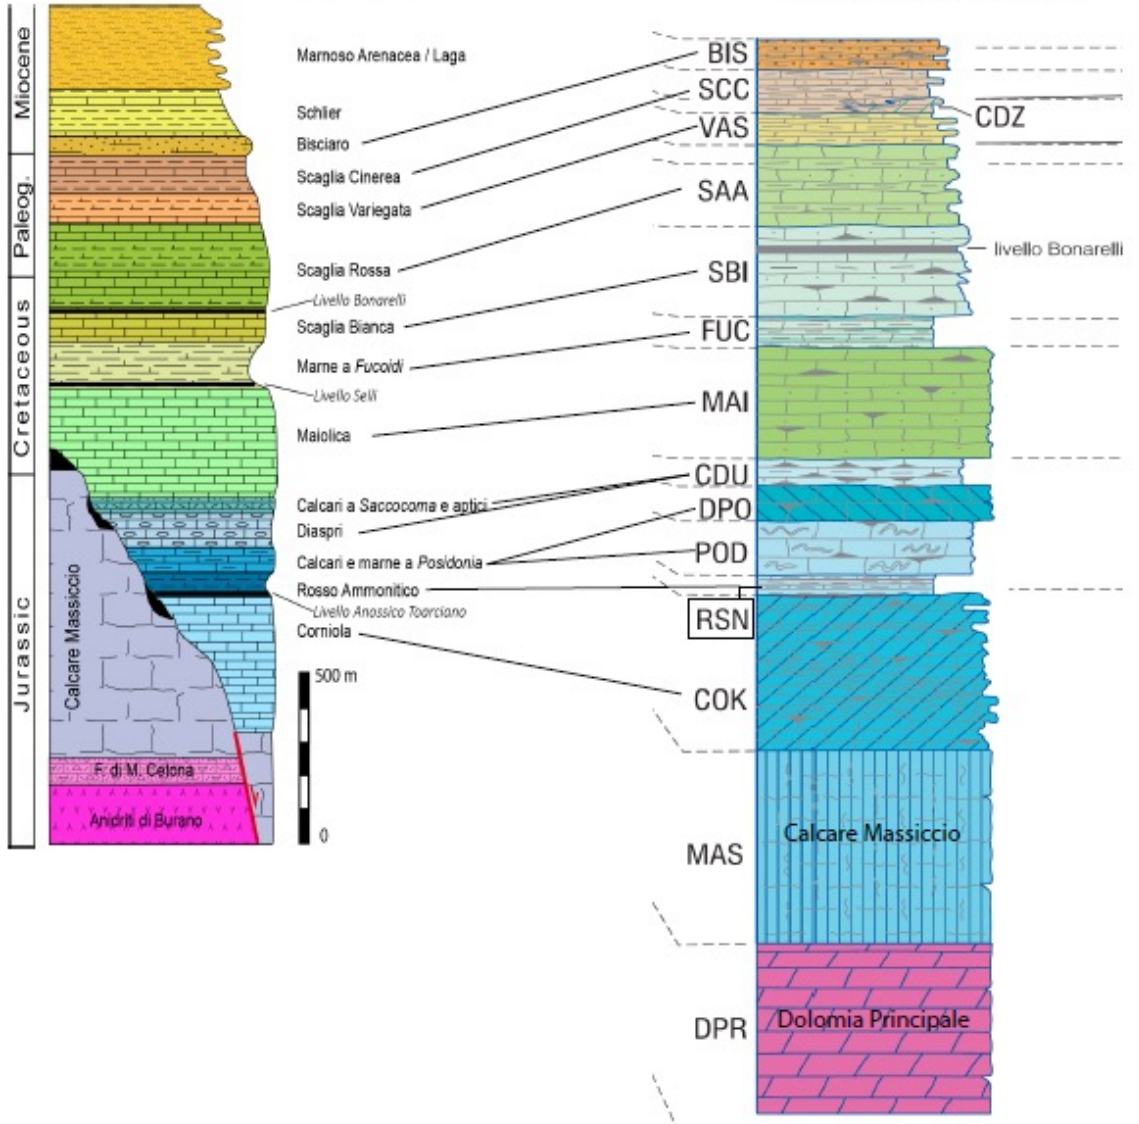 Miocene
Paleog.
Cretaceous
Jurassic
Marnoso Arenacea / Laga
Schlier
Bisciaro
Scaglia Cinerea
Scaglia Variegata
Scaglia Rossa
Livello Bonarelli
Scaglia Bianca
Marne a Fucoidi
Livello Selli
Maiolica
Calcari a Saccocoma e aptici
Diaspri
Calcari e marne a Posidonia
Rosso Ammonitico
Livello Anossico Toarciano
Corniola
Calcare Massiccio
F. di M. Cetona
Anidriti di Burano
500 m
0
BIS
SCC
CDZ
VAS
SAA
livello Bonarelli
SBI
FUC
MAI
CDU
DPO
POD
RSN
COK
MAS
Calcare Massiccio
DPR
Dolomia Principale